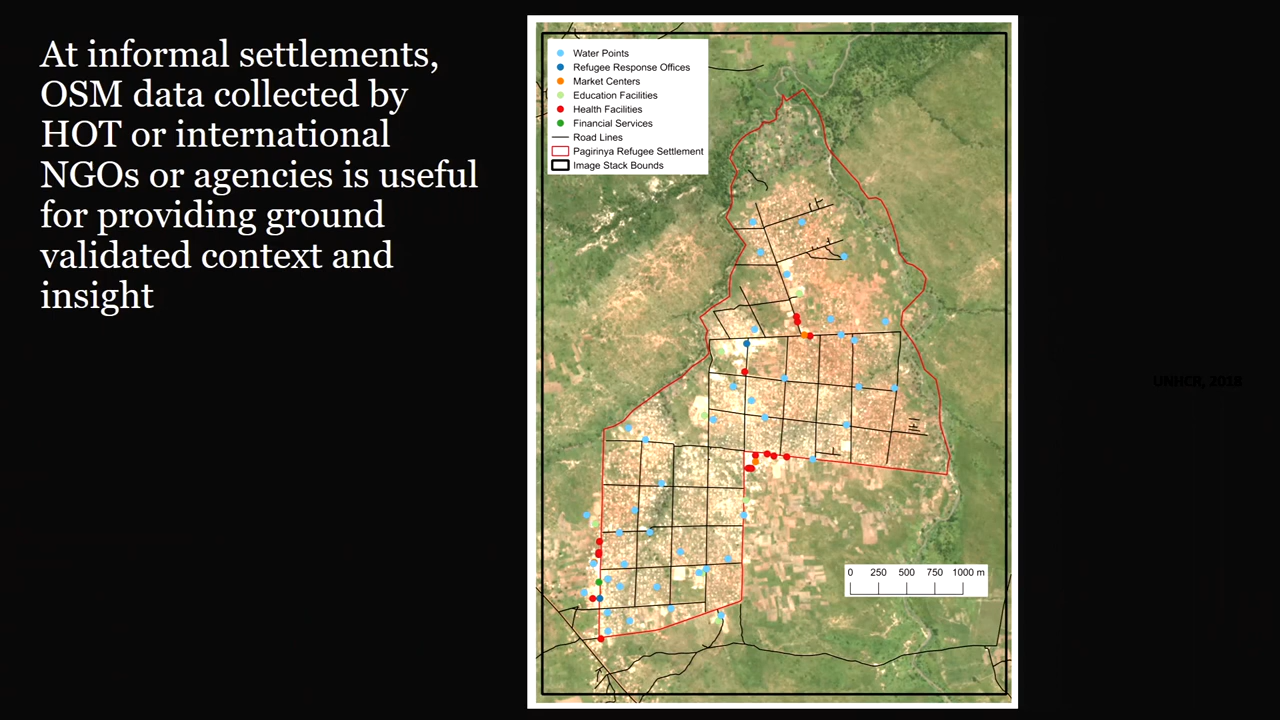 At informal settlements,
OSM data collected by
HOT or international
NGOs or agencies is useful
for providing ground
validated context and
insight
Water Points
Refugee Response Offices
Market Centers
Education Facilities
Health Facilities
Financial Services
Road Lines
Pagirinya Refugee Settlement
Image Stack Bounds
0 250 500 750 1000 m
UNHCR, 2018